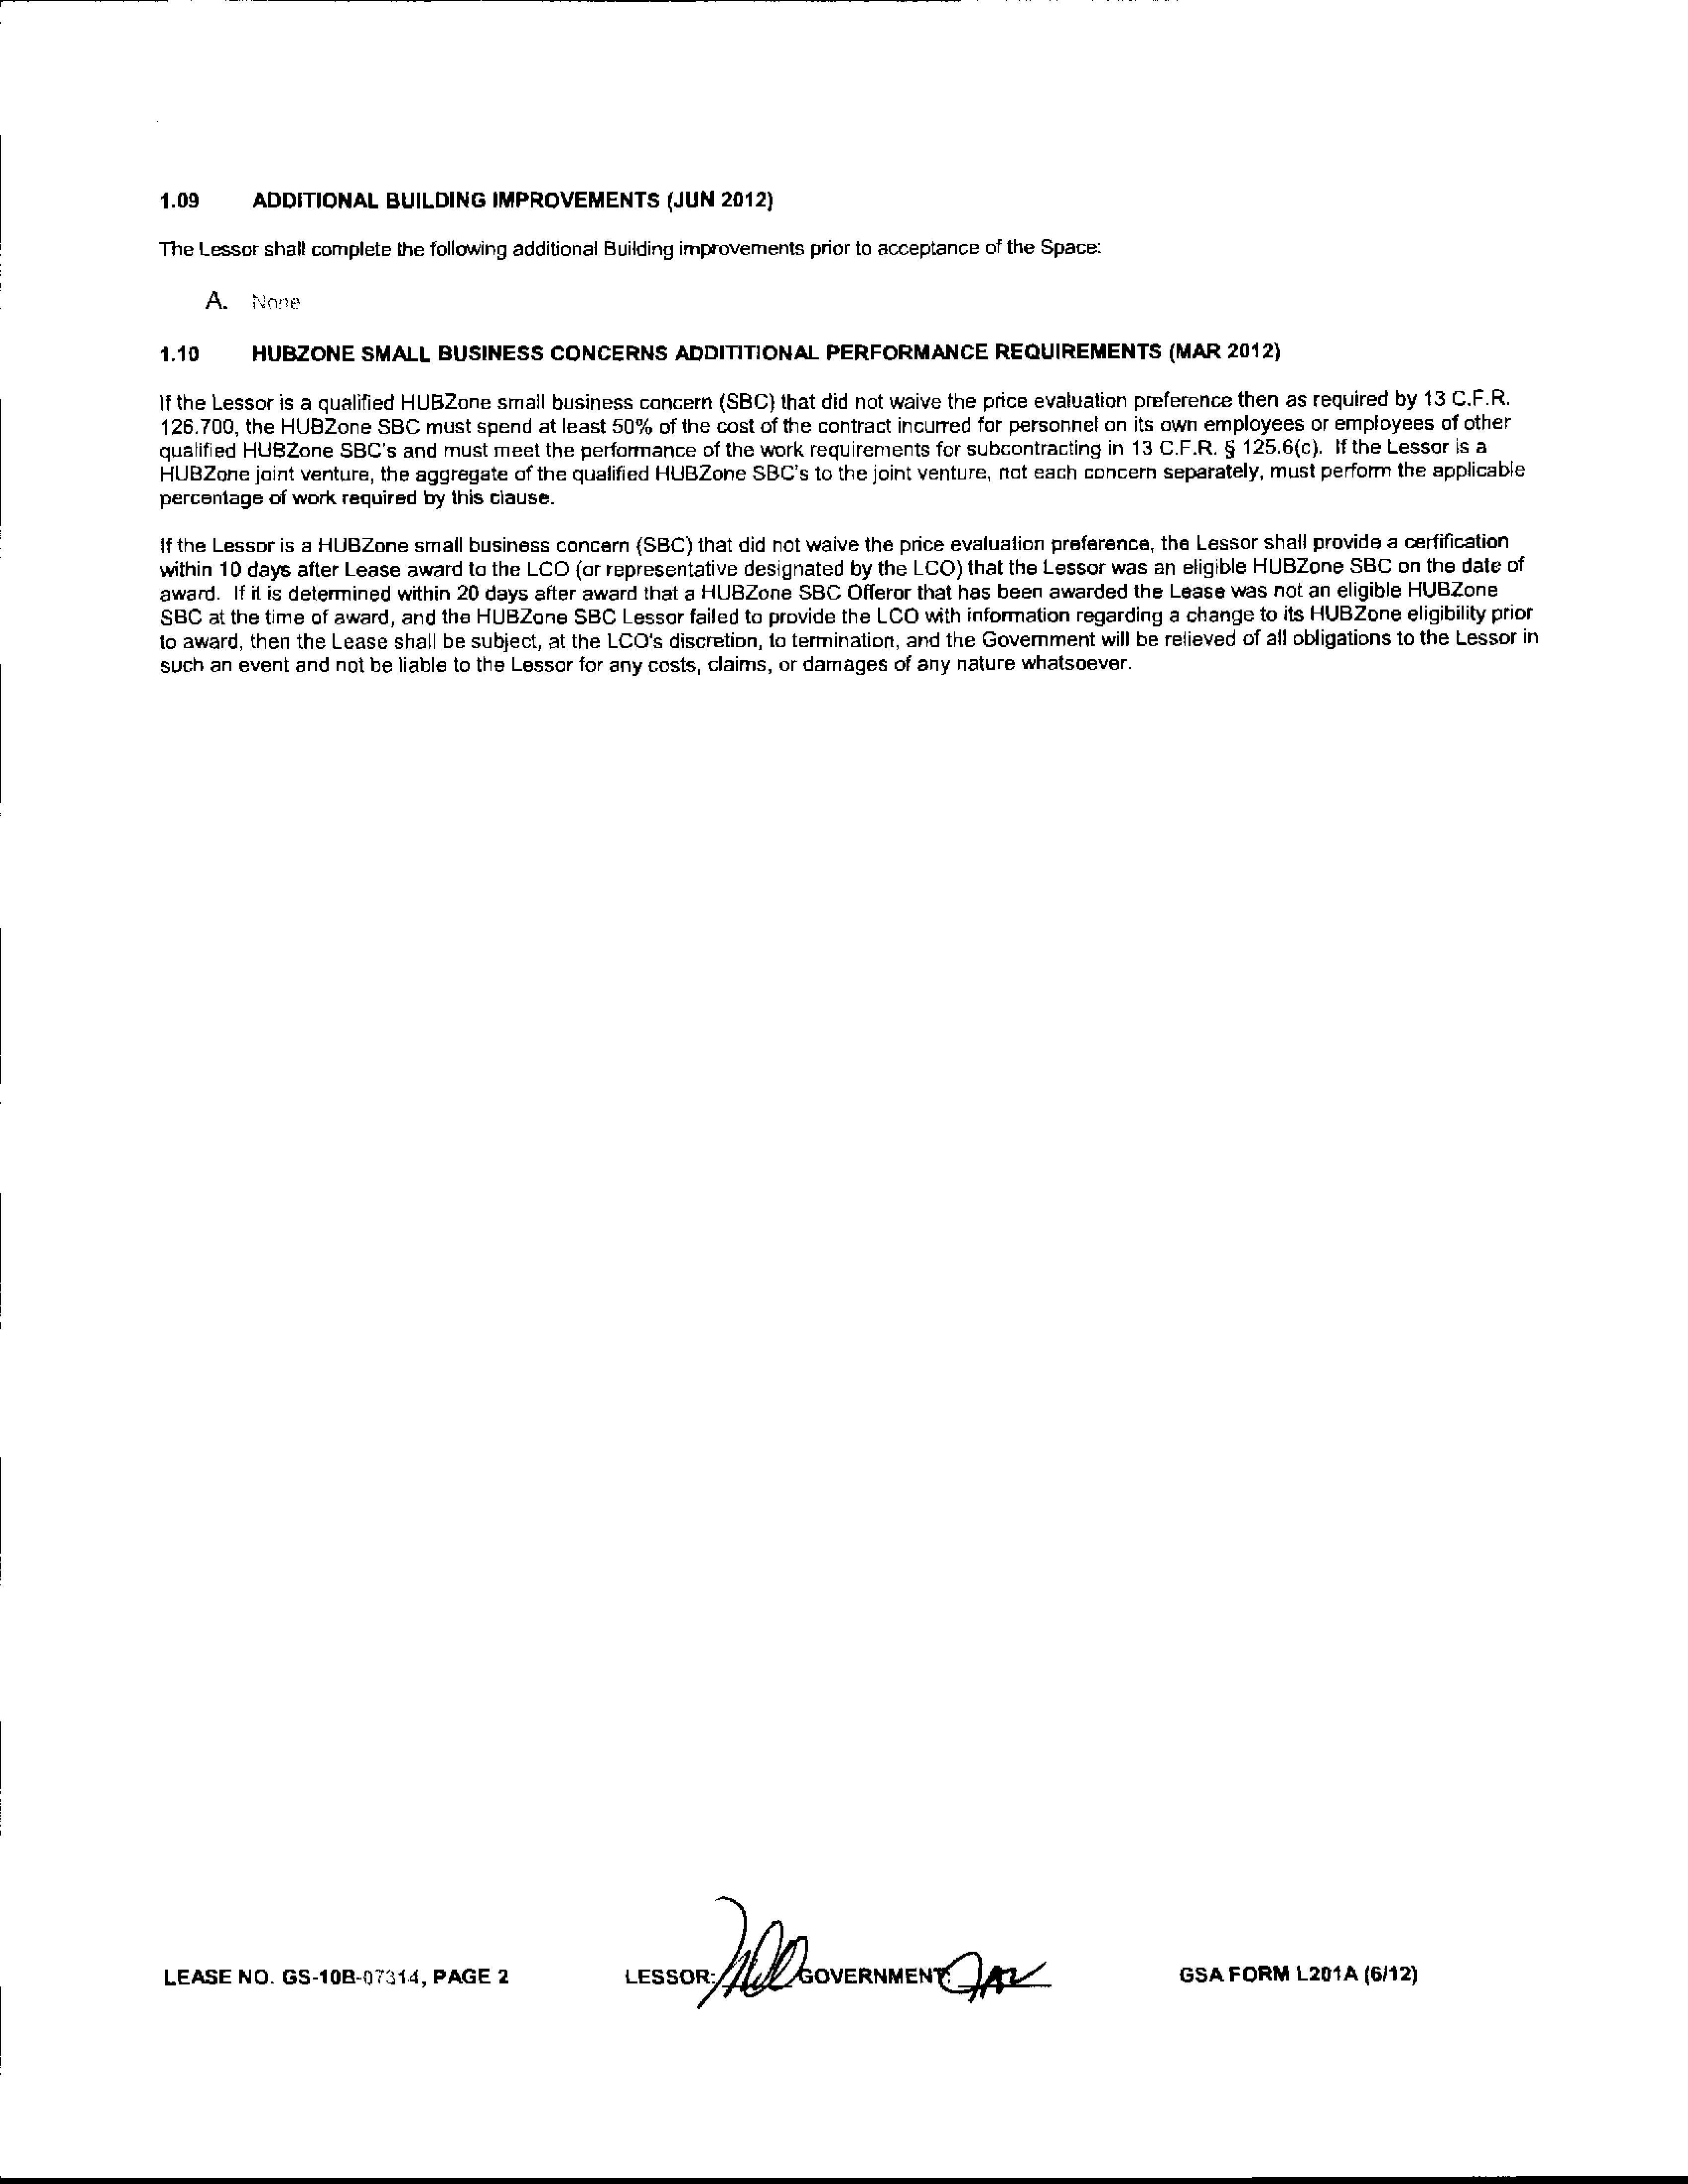 1.09 ADDITIONAL BUILDING IMPROVEMENTS (JUN 2012)
The Lessor shall complete the following additional Building improvements prior to acceptance of the Space:
A. None
1.10 HUBZONE SMALL BUSINESS CONCERNS ADDITITIONAL PERFORMANCE REQUIREMENTS (MAR 2012)
If the Lessor is a qualified HUBZone small business concern (SBC) that did not waive the price evaluation preference then as required by 13 C.F.R.
126.700, the HUBZone SBC must spend at least 50% of the cost of the contract incurred for personnel on its own employees or employees of other
qualified HUBZone SBC's and must meet the performance of the work requirements for subcontracting in 13 C.F.R. § 125.6(c). If the Lessor is a
HUBZone joint venture, the aggregate of the qualified HUBZone SBC's to the joint venture, not each concern separately, must perform the applicable
percentage of work required by this clause.
If the Lessor is a HUBZone small business concern (SBC) that did not waive the price evaluation preference, the Lessor shall provide a certification
within 10 days after Lease award to the LCO (or representative designated by the LCO) that the Lessor was an eligible HUBZone SBC on the date of
award. If it is determined within 20 days after award that a HUBZone SBC Offeror that has been awarded the Lease was not an eligible HUBZone
SBC at the time of award, and the HUBZone SBC Lessor failed to provide the LCO with information regarding a change to its HUBZone eligibility prior
to award, then the Lease shall be subject, at the LCO's discretion, to termination, and the Government will be relieved of all obligations to the Lessor in
such an event and not be liable to the Lessor for any costs, claims, or damages of any nature whatsoever.
LEASE NO. GS-10B-07314, PAGE 2 LESSOR: GOVERNMENT: GSA FORM L201A (6/12)